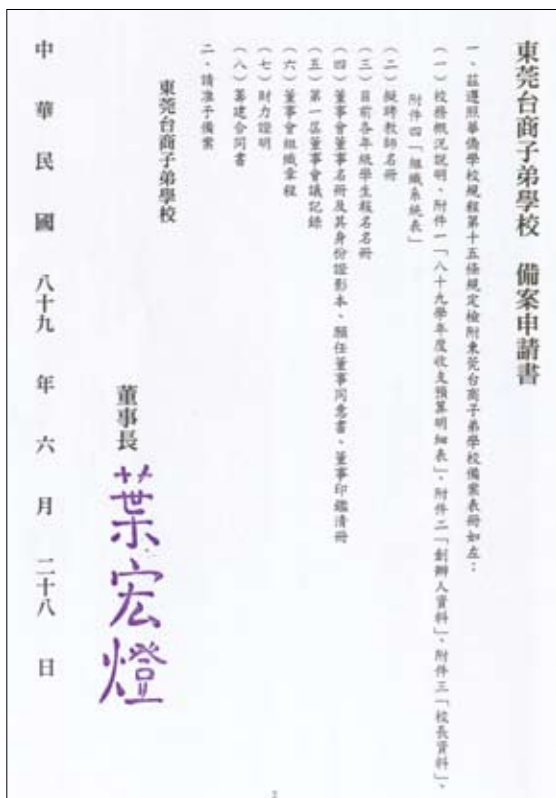 東莞台商子弟學校　備案申請書
一、茲遵照華僑學校規程第十五條規定檢附東莞台商子弟學校備案表冊如左：
（一）校務概況說明、附件一「八十九學年度收支預算明細表」、附件二「創辦人資料」、附件三「校長資料」、
附件四「組織系統表」
（二）擬聘教師名冊
（三）目前各年級學生報名名冊
（四）董事會董事名冊及其身份證影本、願任董事同意書、董事印鑑清冊
（五）第一屆董事會議記錄
（六）董事會組織章程
（七）財力證明
（八）籌建合同書
二、請准予備案
東莞台商子弟學校
董事長 葉宏燈
中華民國 八十九 年 六 月 二十八 日